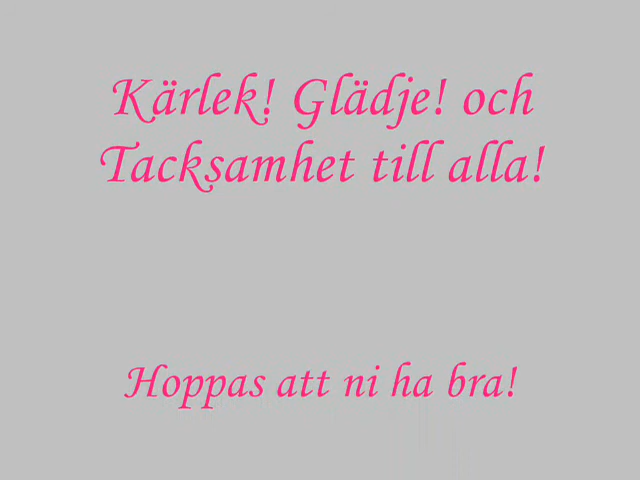 Kärlek! Glädje! och
Tacksamhet till alla!
Hoppas att ni ha bra!